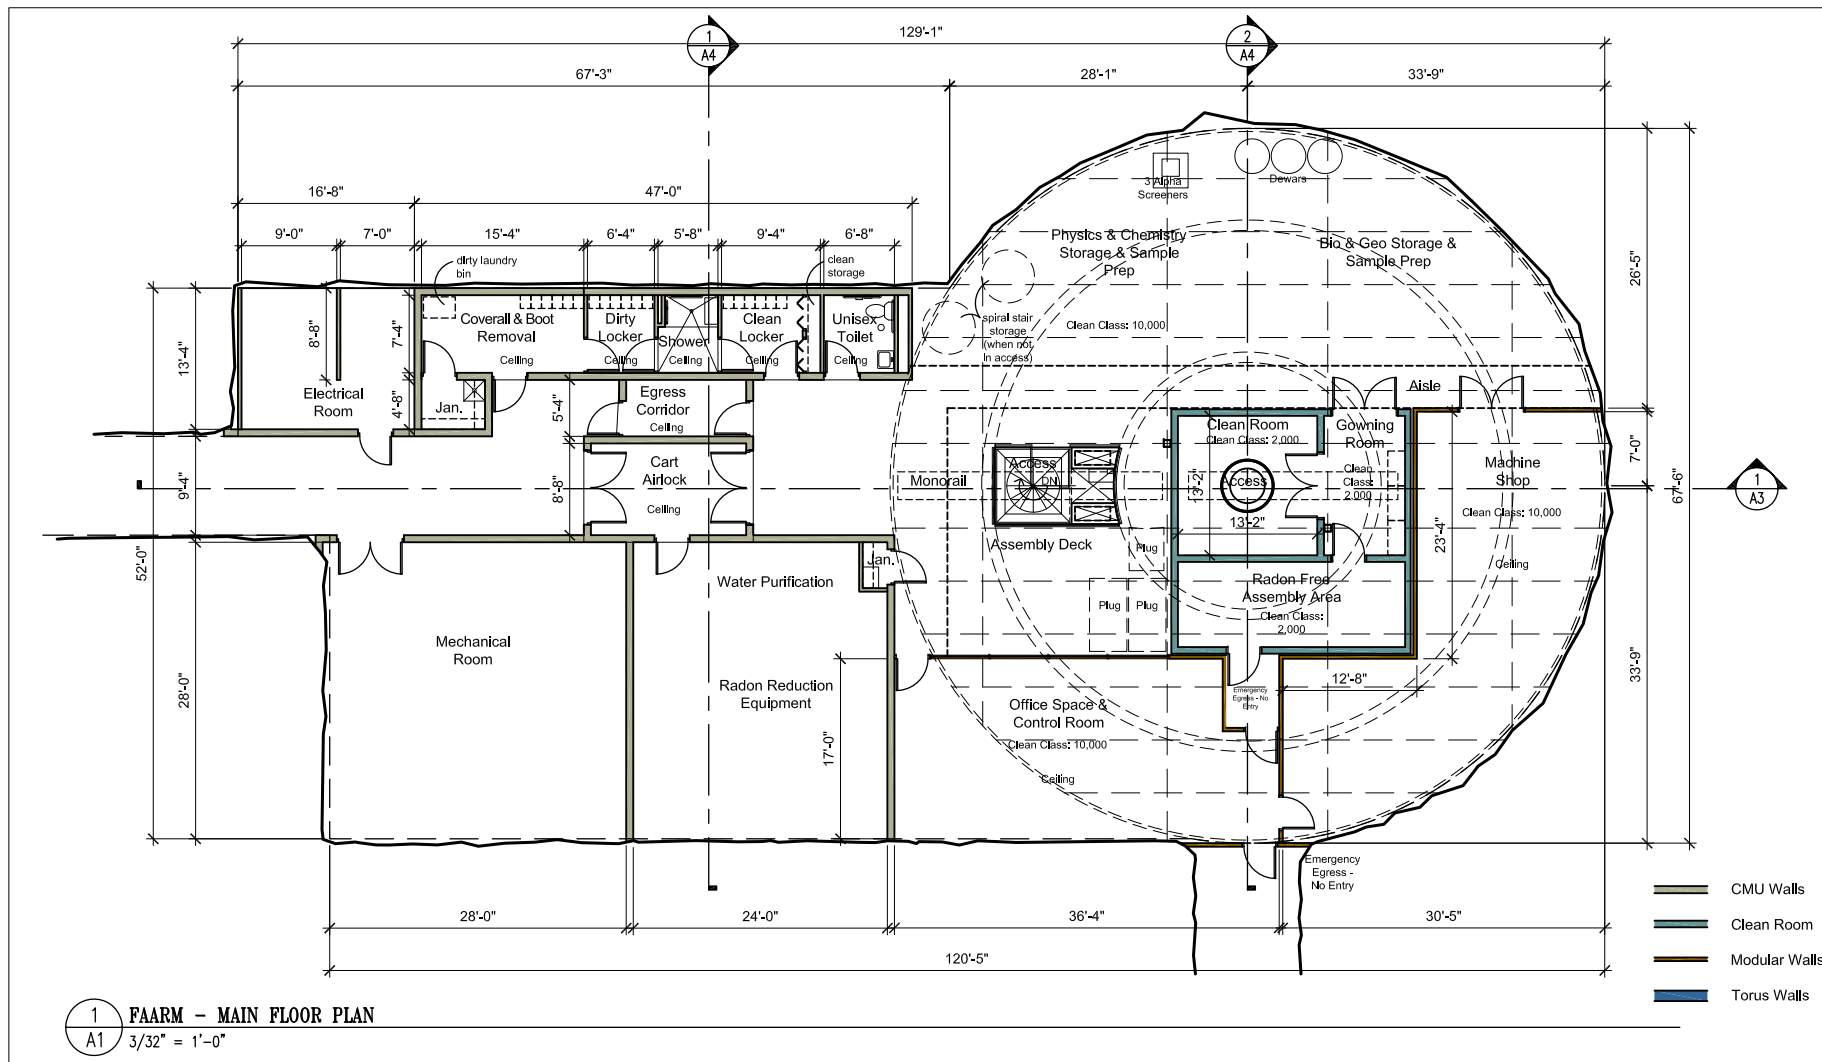 1
A4
129'-1"
2
A4
67'-3"
28'-1"
33'-9"
16'-8"
47'-0"
9'-0"
7'-0"
15'-4"
6'-4"
5'-8"
9'-4"
6'-8"
dirty laundry
bin
clean
storage
3 Alpha
Screeners
Dewars
Physics & Chemistry
Storage & Sample
Prep
Bio & Geo Storage &
Sample Prep
26'-5"
67'-6"
spiral stair
storage
(when not
in access)
Clean Class: 10,000
13'-4"
8'-8"
7'-4"
Coverall & Boot
Removal
Ceiling
Dirty
Locker
Ceiling
Shower
Ceiling
Clean
Locker
Ceiling
Unisex
Toilet
Ceiling
Electrical
Room
4'-8"
Jan.
5'-4"
Egress
Corridor
Ceiling
Aisle
7'-0"
Clean Room
Clean Class: 2,000
Gowning
Room
Clean
Class:
2,000
Machine
Shop
Clean Class: 10,000
Ceiling
1
A3
52'-0"
9'-4"
8'-8"
Cart
Airlock
Ceiling
Monorail
Access
DN
Access
13'-2"
13'-2"
23'-4"
Assembly Deck
Plug
Plug
Plug
Jan.
Water Purification
Radon Free
Assembly Area
Clean Class:
2,000
28'-0"
Mechanical
Room
Radon Reduction
Equipment
17'-0"
Office Space &
Control Room
Clean Class: 10,000
Ceiling
Emergency
Egress - No
Entry
12'-8"
33'-9"
Emergency
Egress -
No Entry
28'-0"
24'-0"
36'-4"
30'-5"
120'-5"
CMU Walls
Clean Room
Modular Walls
Torus Walls
1
A1
FAARM - MAIN FLOOR PLAN
3/32" = 1'-0"